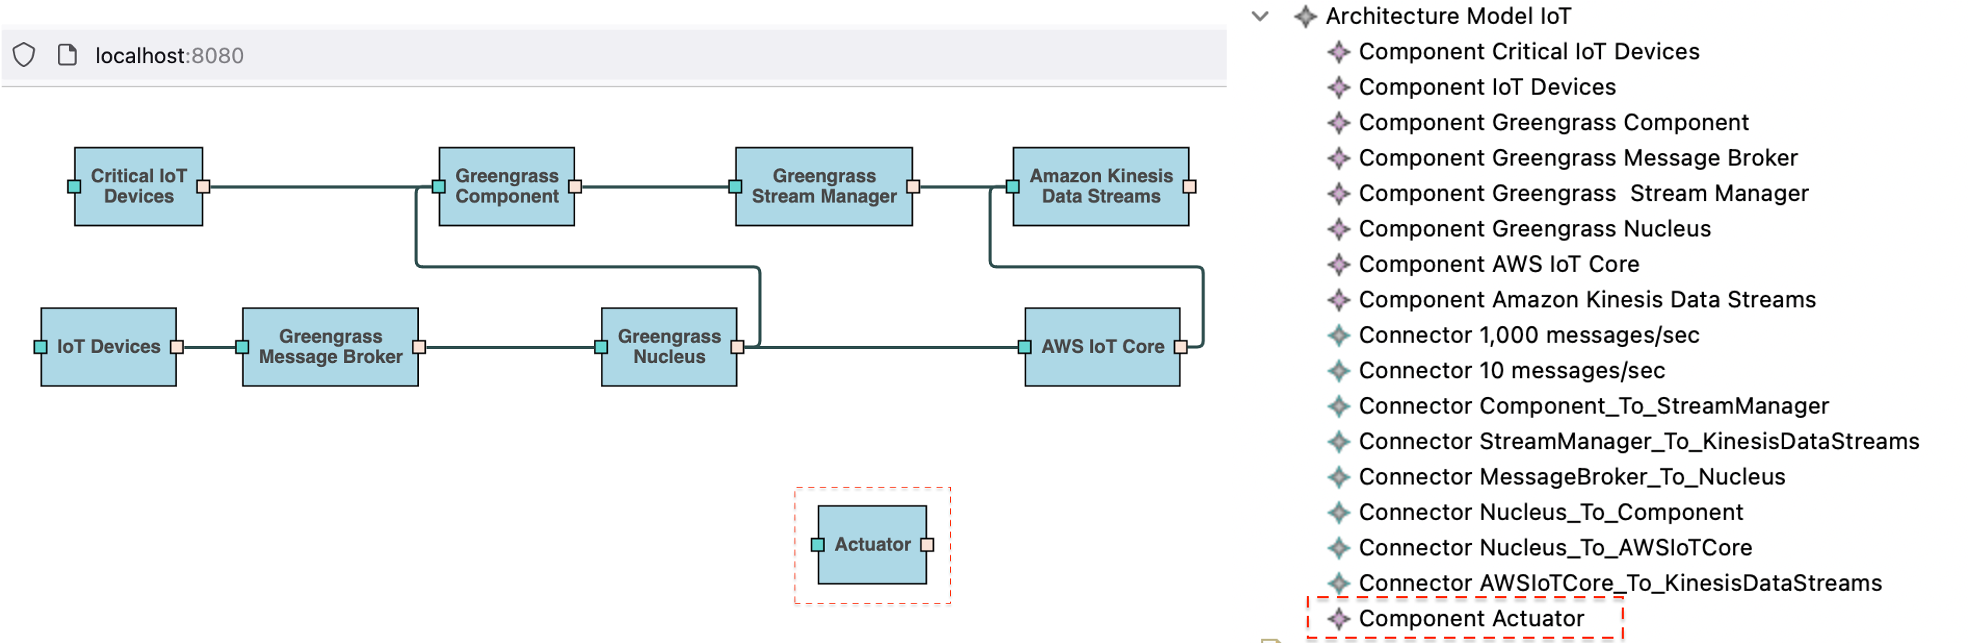 localhost:8080
Critical IoT
Devices
Greengrass
Component
Greengrass
Stream Manager
Amazon Kinesis
Data Streams
IoT Devices
Greengrass
Message Broker
Greengrass
Nucleus
AWS IoT Core
Actuator
Architecture Model IoT
Component Critical IoT Devices
Component IoT Devices
Component Greengrass Component
Component Greengrass Message Broker
Component Greengrass  Stream Manager
Component Greengrass Nucleus
Component AWS IoT Core
Component Amazon Kinesis Data Streams
Connector 1,000 messages/sec
Connector 10 messages/sec
Connector Component_To_StreamManager
Connector StreamManager_To_KinesisDataStreams
Connector MessageBroker_To_Nucleus
Connector Nucleus_To_Component
Connector Nucleus_To_AWSIoTCore
Connector AWSIoTCore_To_KinesisDataStreams
Component Actuator